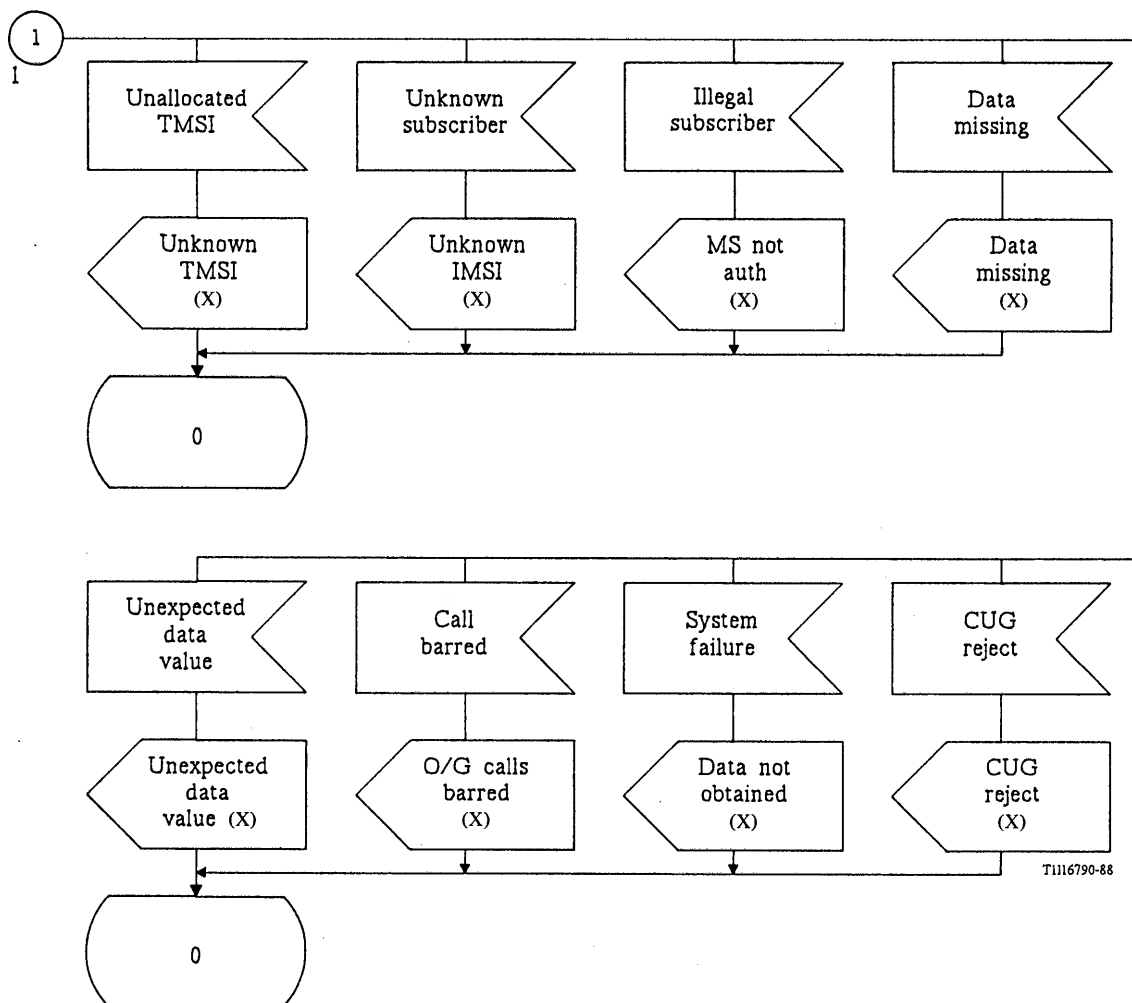 1
1
Unallocated
TMSI
Unknown
subscriber
Illegal
subscriber
Data
missing
Unknown
TMSI
(X)
Unknown
IMSI
(X)
MS not
auth
(X)
Data
missing
(X)
0
Unexpected
data
value
Call
barred
System
failure
CUG
reject
Unexpected
data
value (X)
O/G calls
barred
(X)
Data not
obtained
(X)
CUG
reject
(X)
T1116790-88
0